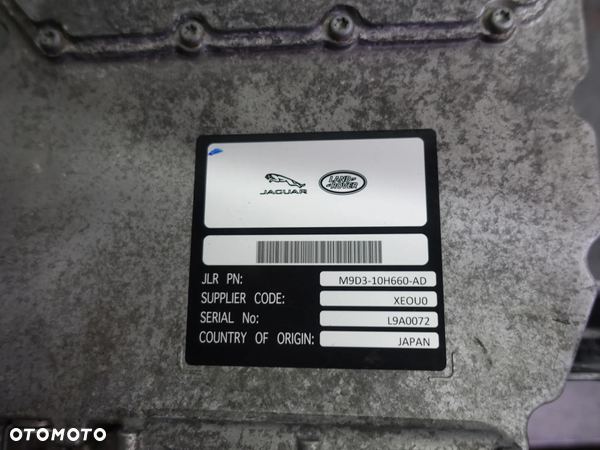 JAGUAR
LAND-
-ROVER
JLR PN: M9D3-10H660-AD
SUPPLIER CODE: XEOU0
SERIAL No: L9A0072
COUNTRY OF ORIGIN: JAPAN
OTOMOTO